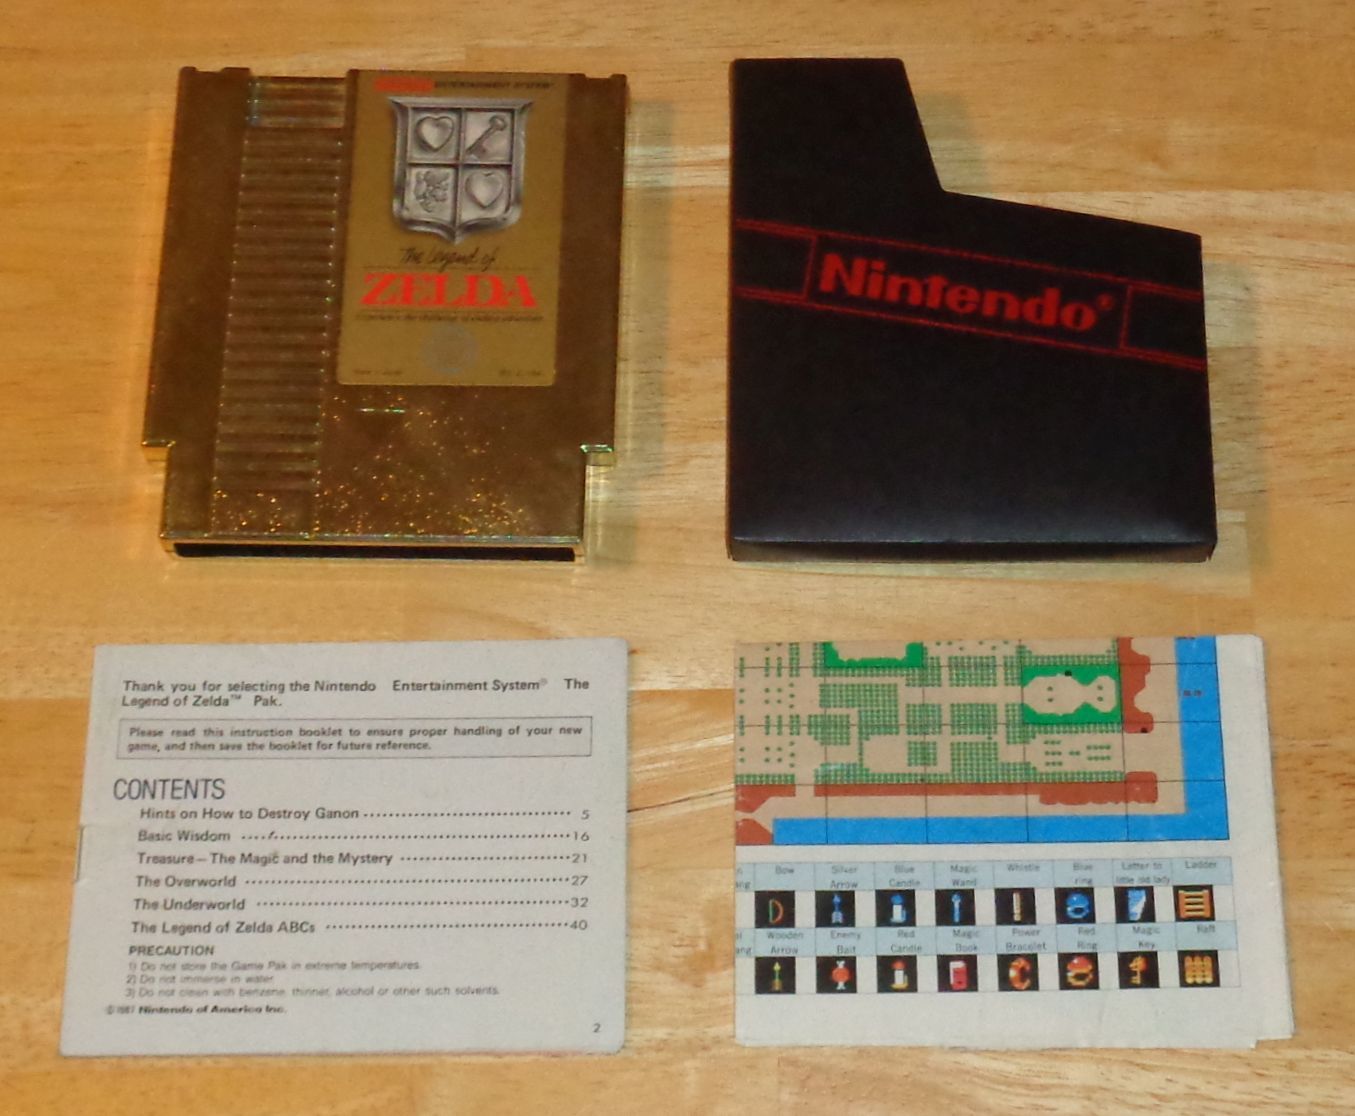 Nintendo ENTERTAINMENT SYSTEM
The Legend of
ZELDA
Nintendo®
Thank you for selecting the Nintendo Entertainment System® The
Legend of Zelda™ Pak.
Please read this instruction booklet to ensure proper handling of your new
game, and then save the booklet for future reference.
CONTENTS
Hints on How to Destroy Ganon 5
Basic Wisdom 16
Treasure—The Magic and the Mystery 21
The Overworld 27
The Underworld 32
The Legend of Zelda ABCs 40
PRECAUTION
1) Do not store the Game Pak in extreme temperatures.
2) Do not immerse in water.
3) Do not clean with benzene, thinner, alcohol or other such solvents.
©1987 Nintendo of America Inc.
2
Bow Silver Blue Magic Whistle Blue Letter to Ladder
Arrow Candle Wand ring little old lady
Wooden Enemy Red Magic Power Red Magic Raft
Arrow Bait Candle Book Bracelet Ring Key